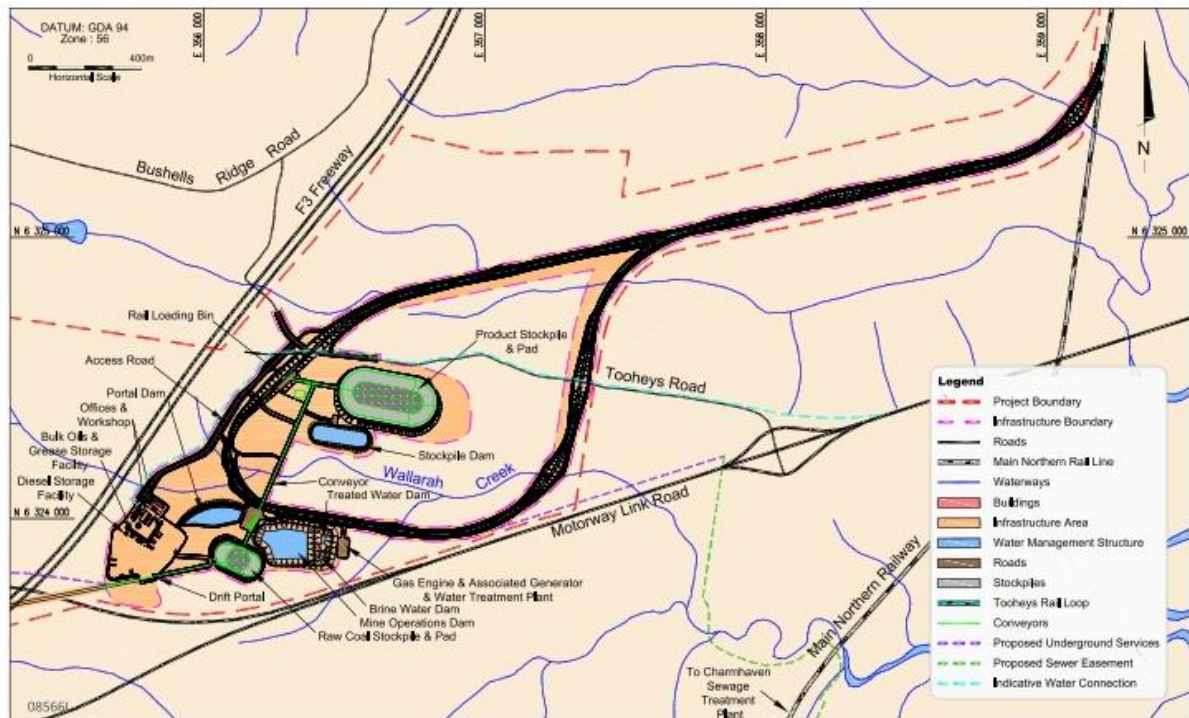 DATUM: GDA 94
Zone : 56
0 400m
Horizontal Scale
E 356 000
E 357 000
E 358 000
E 359 000
N
Bushells Ridge Road
F3 Freeway
N 6 325 000
N 6 325 000
Rail Loading Bin
Product Stockpile
& Pad
Access Road
Tooheys Road
Portal Dam
Offices &
Workshop
Bulk Oils &
Grease Storage
Facility
Diesel Storage
Facility
Stockpile Dam
Wallarah Creek
Conveyor
Treated Water Dam
N 6 324 000
Motorway Link Road
Drift Portal
Gas Engine & Associated Generator
& Water Treatment Plant
Brine Water Dam
Mine Operations Dam
Raw Coal Stockpile & Pad
Main Northern Railway
To Charmhaven
Sewage
Treatment
Plant
08566L
Legend
Project Boundary
Infrastructure Boundary
Roads
Main Northern Rail Line
Waterways
Buildings
Infrastructure Area
Water Management Structure
Roads
Stockpiles
Tooheys Rail Loop
Conveyors
Proposed Underground Services
Proposed Sewer Easement
Indicative Water Connection